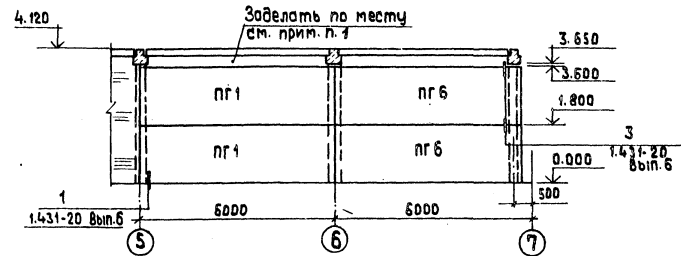 Заделать по месту
см. прим. п. 1
4.120
3.650
3.600
ПГ1
ПГ6
1.800
ПГ1
ПГ6
3
1.431-20
вып.6
0.000
1
500
1.431-20 вып.6
6000
6000
5
6
7